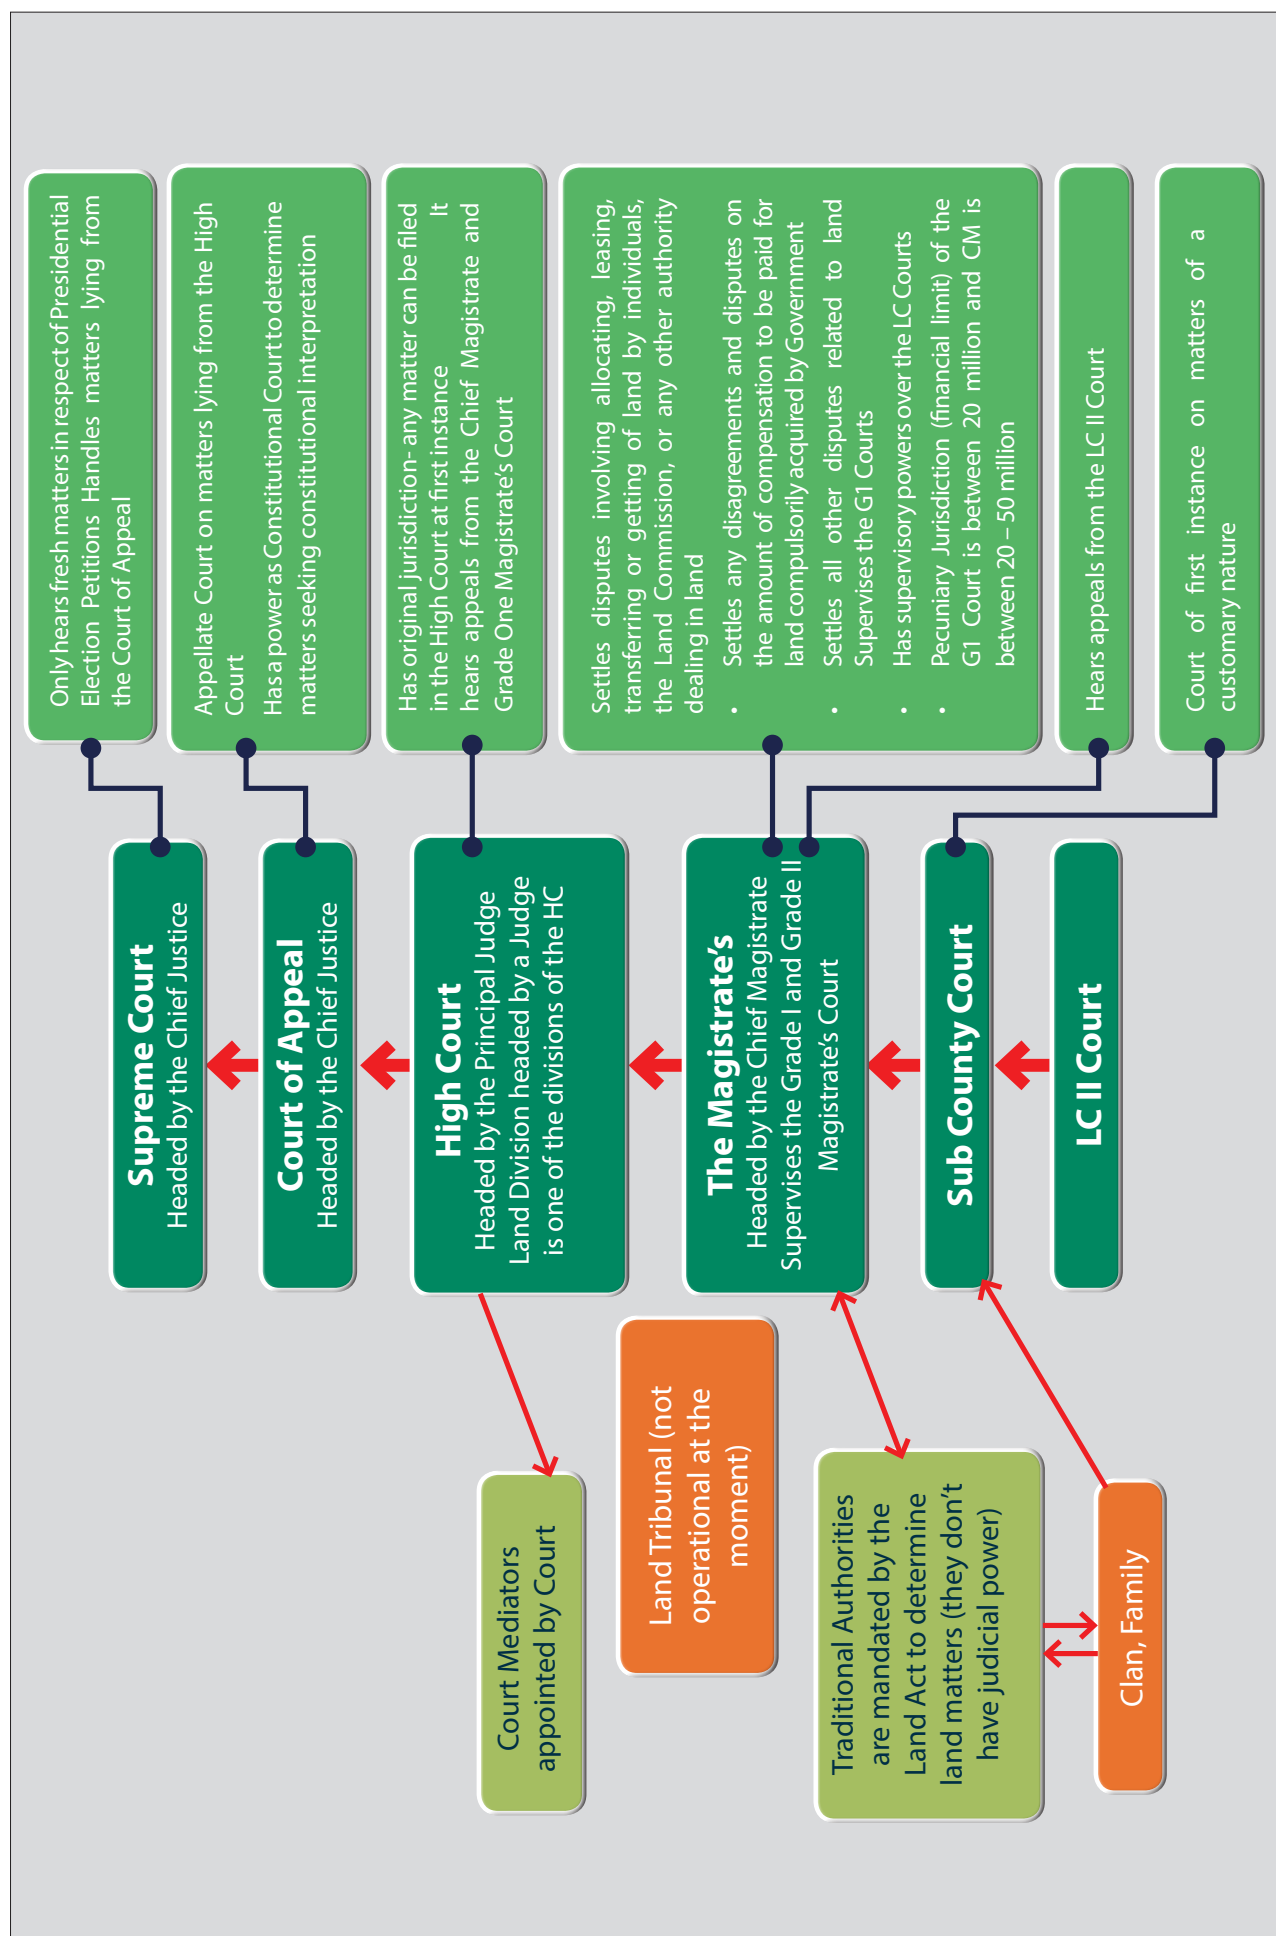 Court Mediators
appointed by Court
Land Tribunal (not
operational at the
moment)
Traditional Authorities
are mandated by the
Land Act to determine
land matters (they don't
have judicial power)
Clan, Family
Supreme Court
Headed by the Chief Justice
Court of Appeal
Headed by the Chief Justice
High Court
Headed by the Principal Judge
Land Division headed by a Judge
is one of the divisions of the HC
The Magistrate's
Headed by the Chief Magistrate
Supervises the Grade I and Grade II
Magistrate's Court
Sub County Court
LC II Court
Only hears fresh matters in respect of Presidential
Election Petitions Handles matters lying from
the Court of Appeal
Appellate Court on matters lying from the High
Court
Has a power as Constitutional Court to determine
matters seeking constitutional interpretation
Has original jurisdiction- any matter can be filed
in the High Court at first instance It
hears appeals from the Chief Magistrate and
Grade One Magistrate's Court
Settles disputes involving allocating, leasing,
transferring or getting of land by individuals,
the Land Commission, or any other authority
dealing in land
• Settles any disagreements and disputes on
the amount of compensation to be paid for
land compulsorily acquired by Government
• Settles all other disputes related to land
Supervises the G1 Courts
• Has supervisory powers over the LC Courts
• Pecuniary Jurisdiction (financial limit) of the
G1 Court is between 20 million and CM is
between 20 – 50 million
Hears appeals from the LC II Court
Court of first instance on matters of a
customary nature